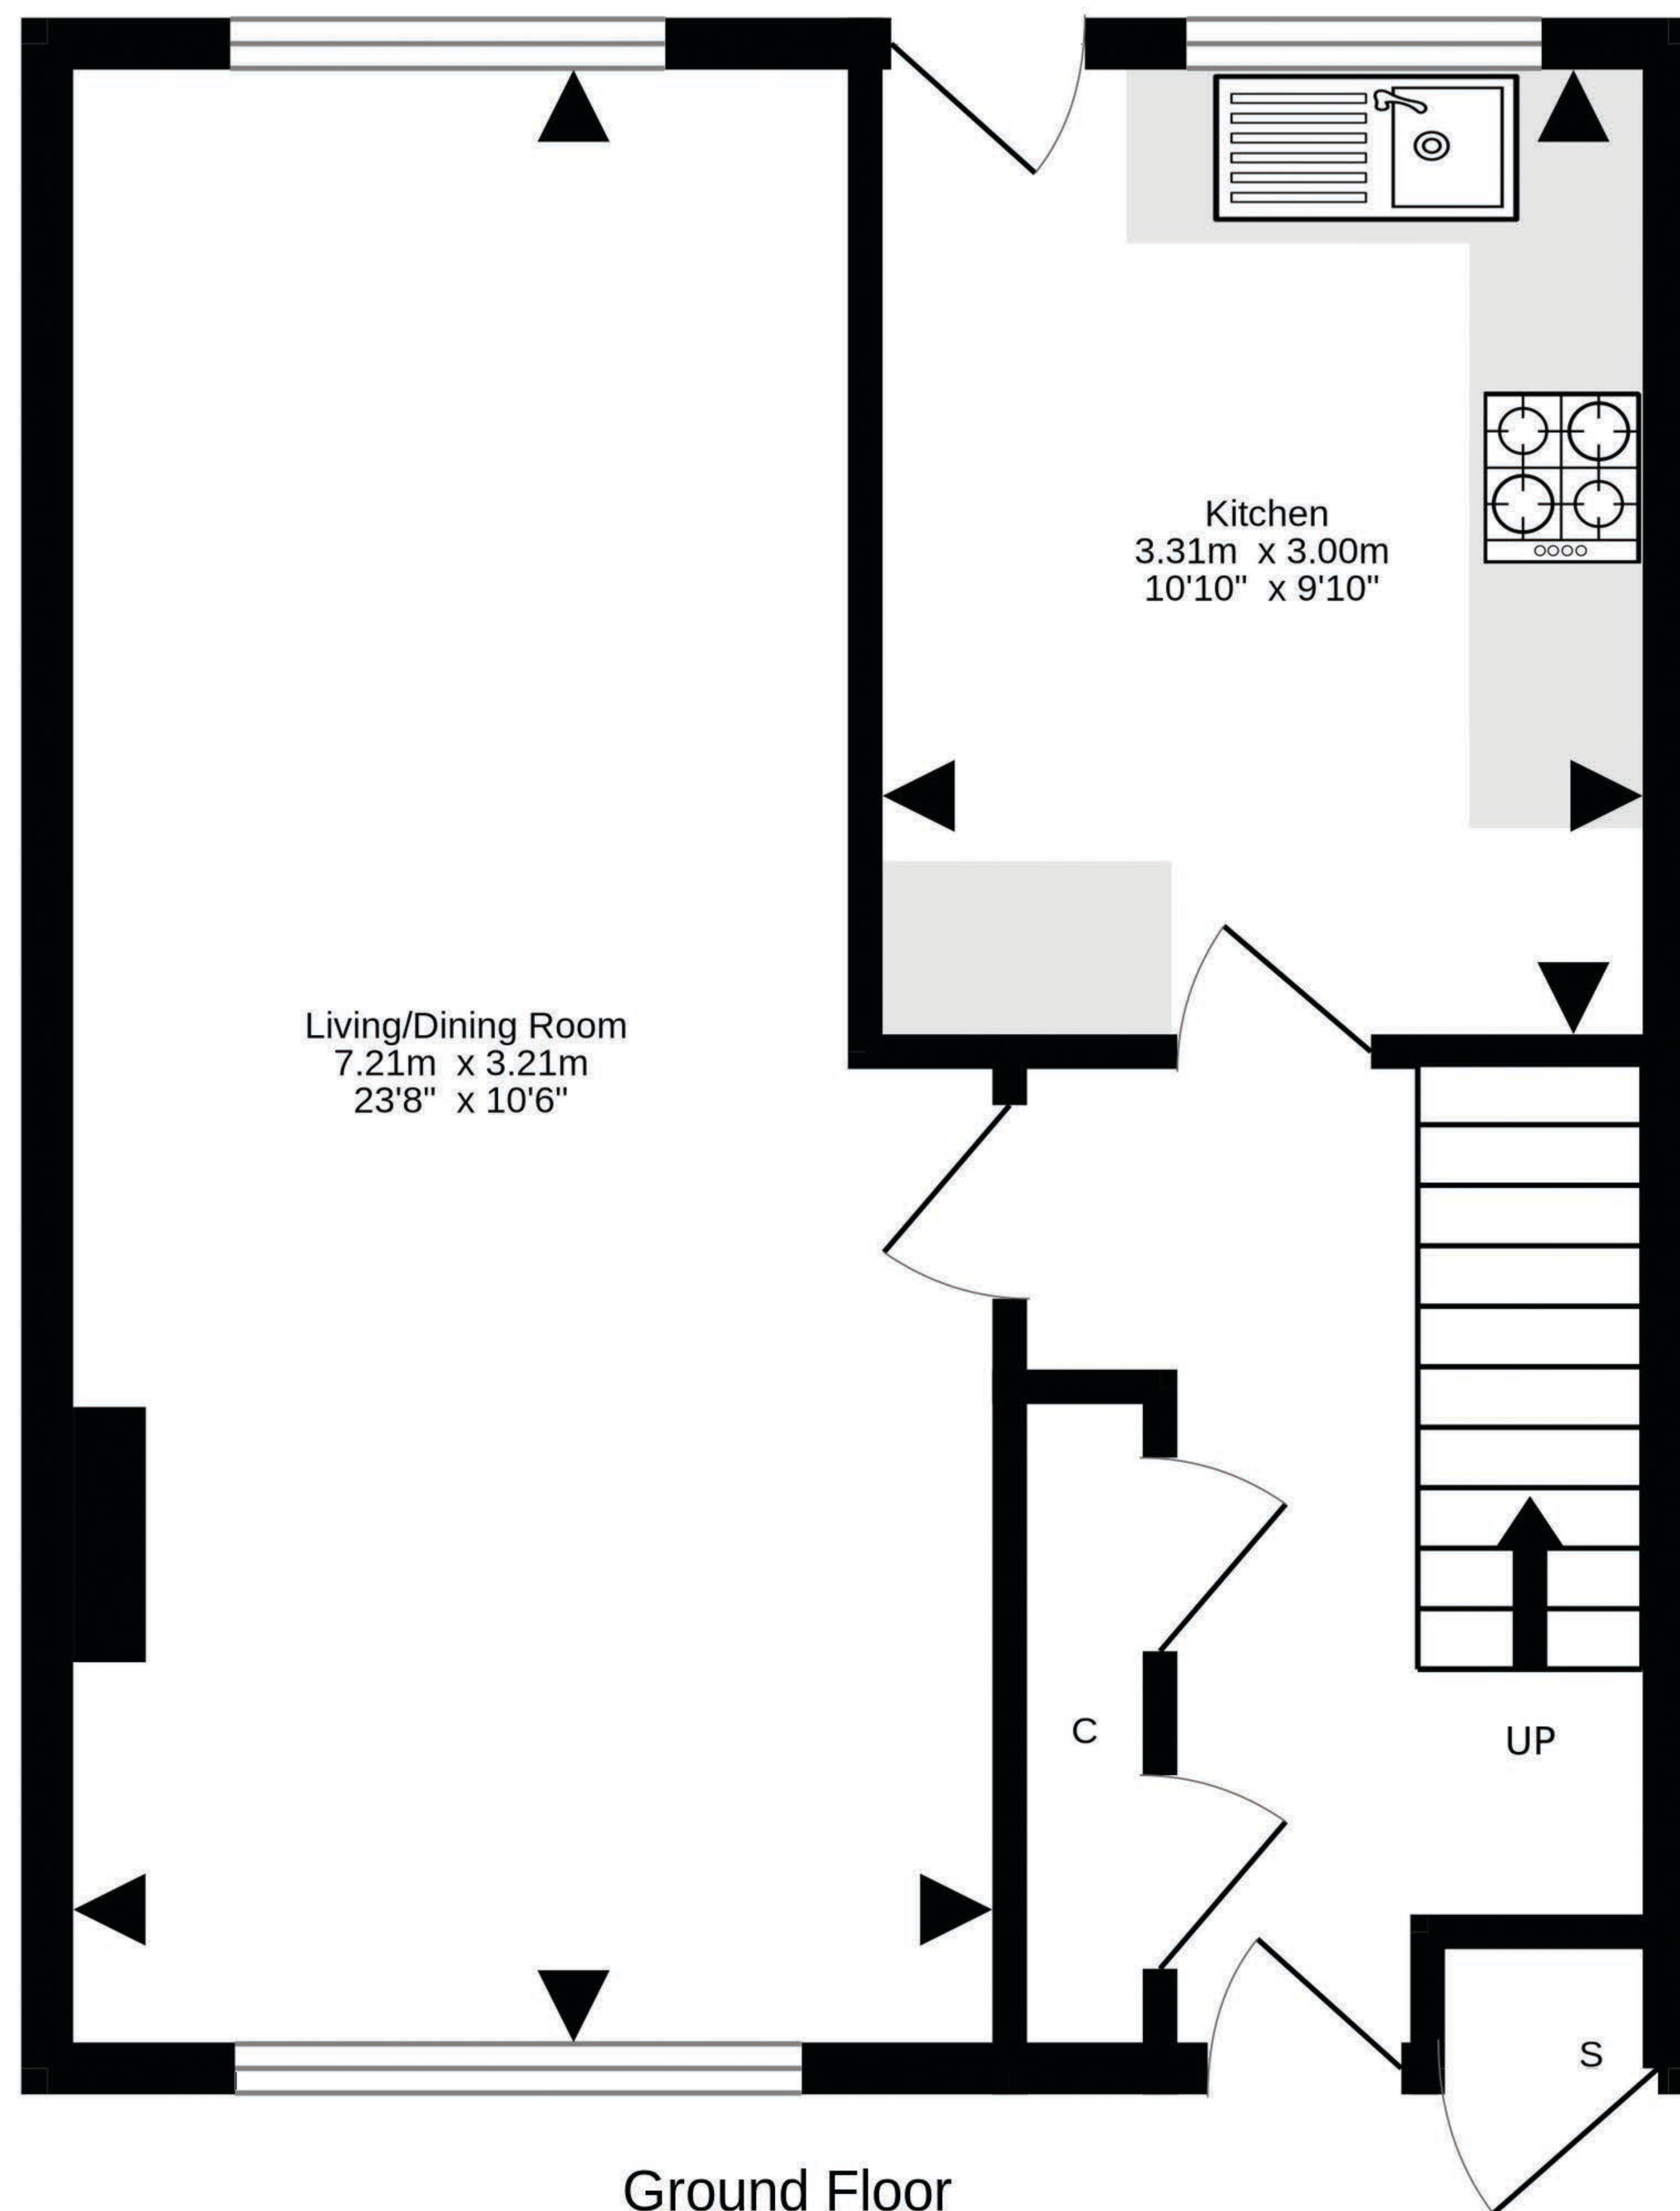 Kitchen
3.31m x 3.00m
10'10" x 9'10"
Living/Dining Room
7.21m x 3.21m
23'8" x 10'6"
C
UP
S
Ground Floor